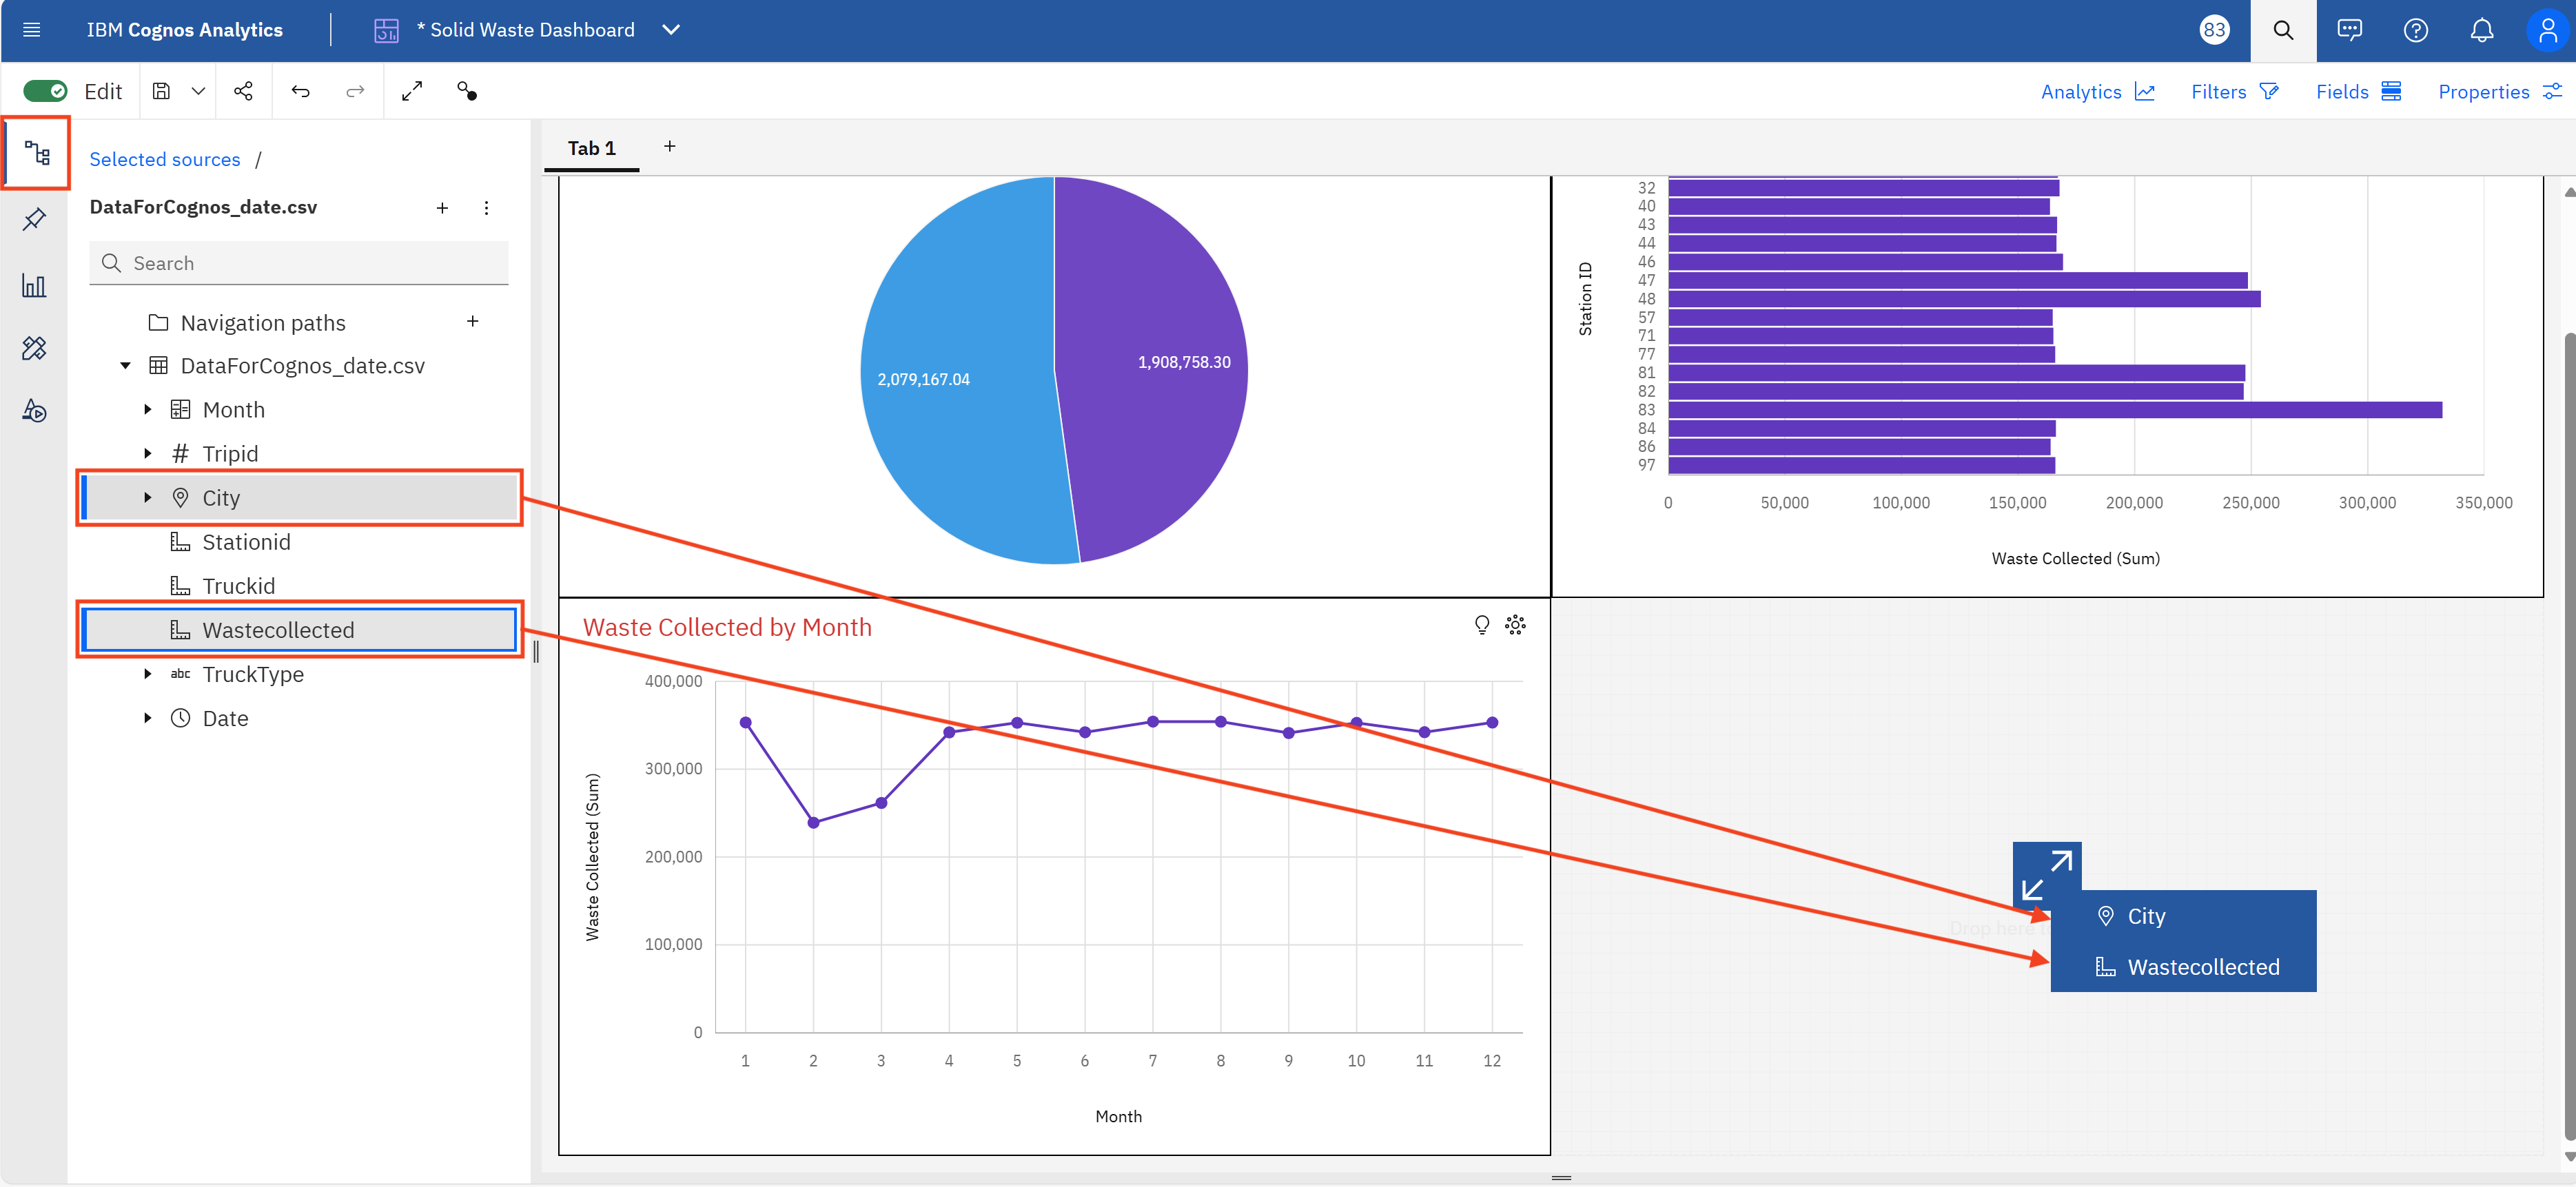 IBM Cognos Analytics
* Solid Waste Dashboard
83
Edit
Analytics
Filters
Fields
Properties
Selected sources /
DataForCognos_date.csv
Search
Navigation paths
DataForCognos_date.csv
Month
Tripid
City
Stationid
Truckid
Wastecollected
abc TruckType
Date
Tab 1
2,079,167.04
1,908,758.30
Station ID
32
40
43
44
46
47
48
57
71
77
81
82
83
84
86
97
0 50,000 100,000 150,000 200,000 250,000 300,000 350,000
Waste Collected (Sum)
Waste Collected by Month
Waste Collected (Sum)
400,000
300,000
200,000
100,000
0
1 2 3 4 5 6 7 8 9 10 11 12
Month
Drop here
City
Wastecollected